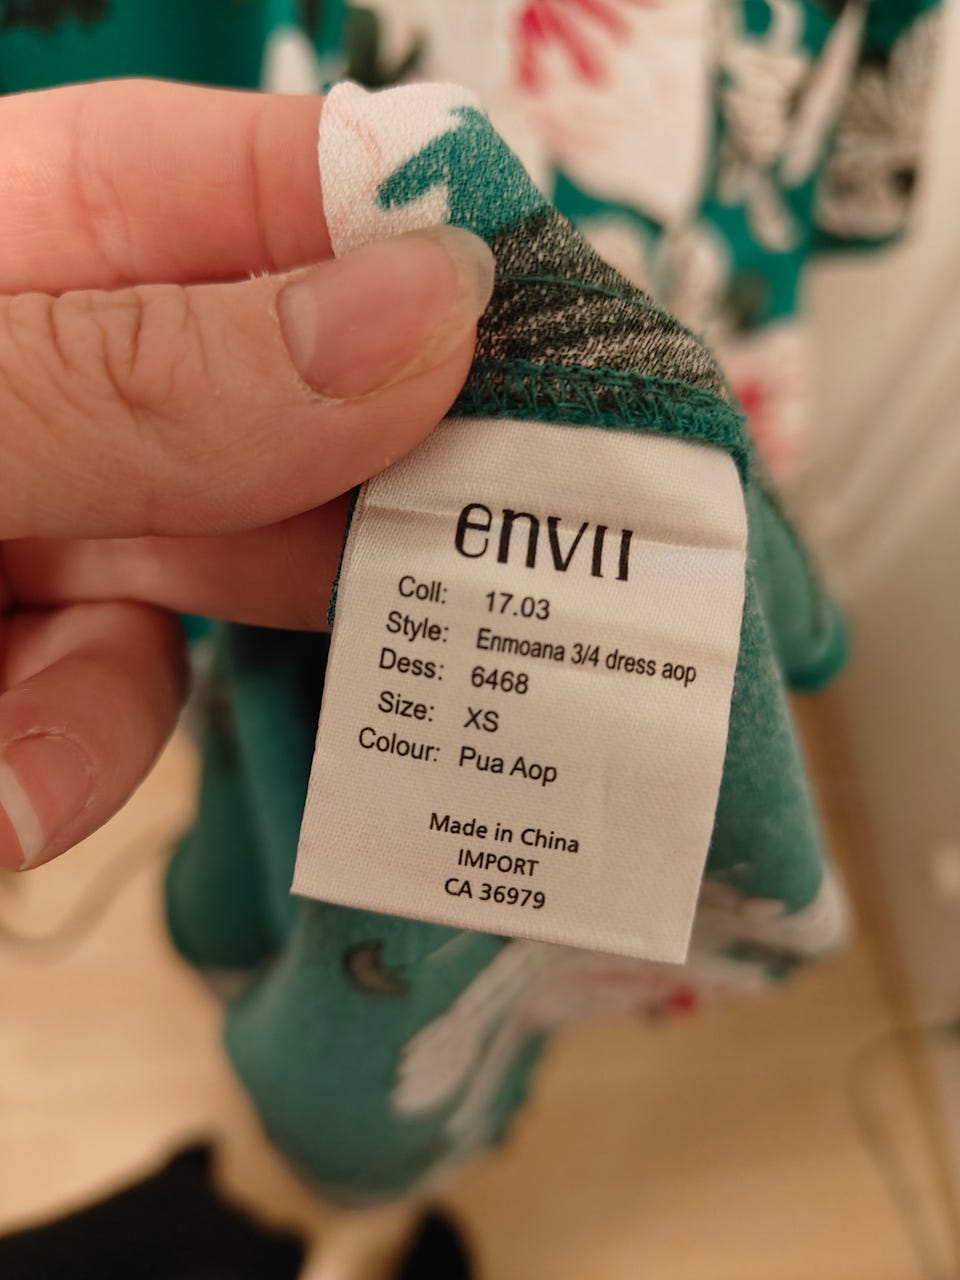 envii
Coll: 17.03
Style: Enmoana 3/4 dress aop
Dess: 6468
Size: XS
Colour: Pua Aop
Made in China
IMPORT
CA 36979